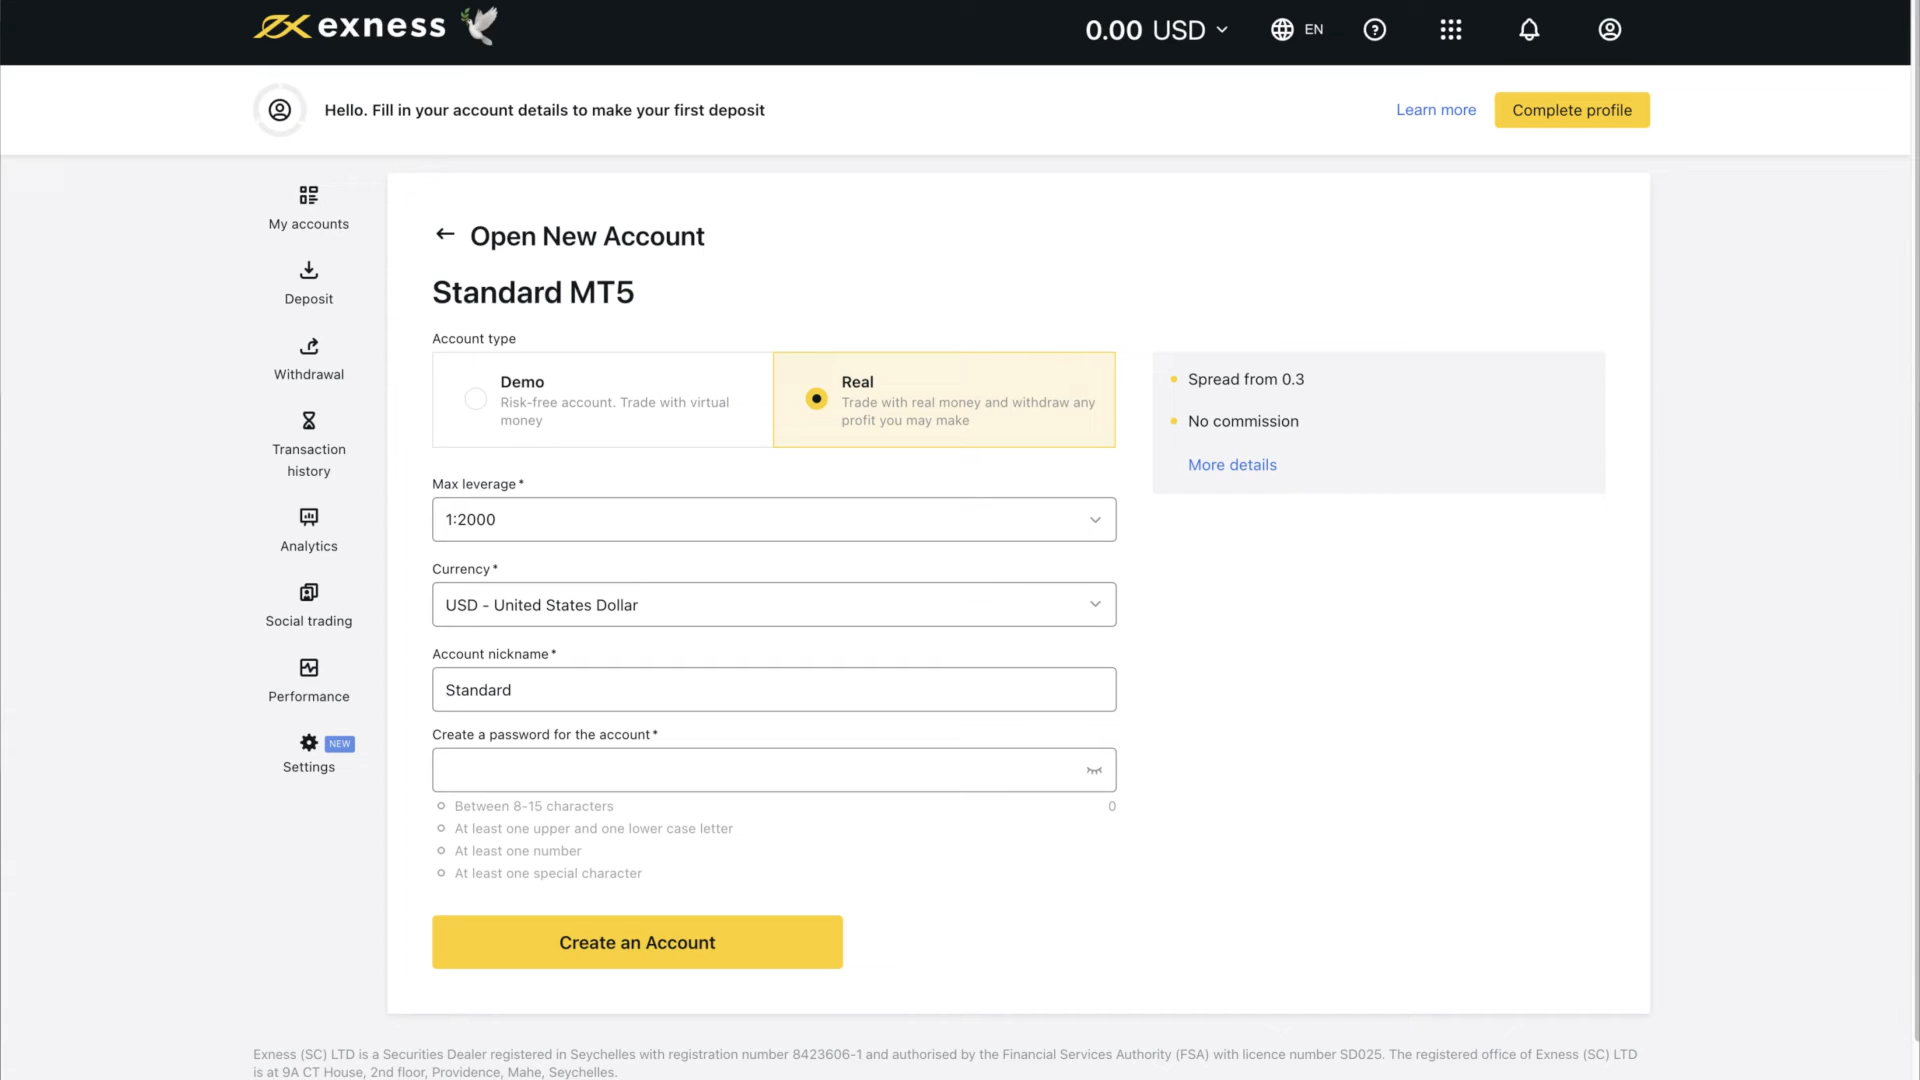 exness
0.00 USD
EN
Hello. Fill in your account details to make your first deposit
Learn more
Complete profile
My accounts
Deposit
Withdrawal
Transaction
history
Analytics
Social trading
Performance
NEW
Settings
Open New Account
Standard MT5
Account type
Demo
Risk-free account. Trade with virtual
money
Real
Trade with real money and withdraw any
profit you may make
Spread from 0.3
No commission
More details
Max leverage*
1:2000
Currency*
USD - United States Dollar
Account nickname*
Standard
Create a password for the account*
Between 8-15 characters
0
At least one upper and one lower case letter
At least one number
At least one special character
Create an Account
Exness (SC) LTD is a Securities Dealer registered in Seychelles with registration number 8423606-1 and authorised by the Financial Services Authority (FSA) with licence number SD025. The registered office of Exness (SC) LTD
is at 9A CT House, 2nd floor, Providence, Mahe, Seychelles.